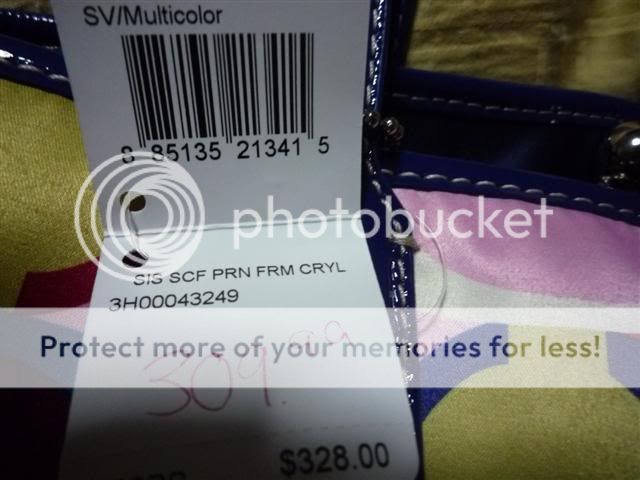 SV/Multicolor
8 85135 21341 5
photobucket
SIS SCF PRN FRM CRYL
3H00043249
Protect more of your memories for less!
309.99
$328.00